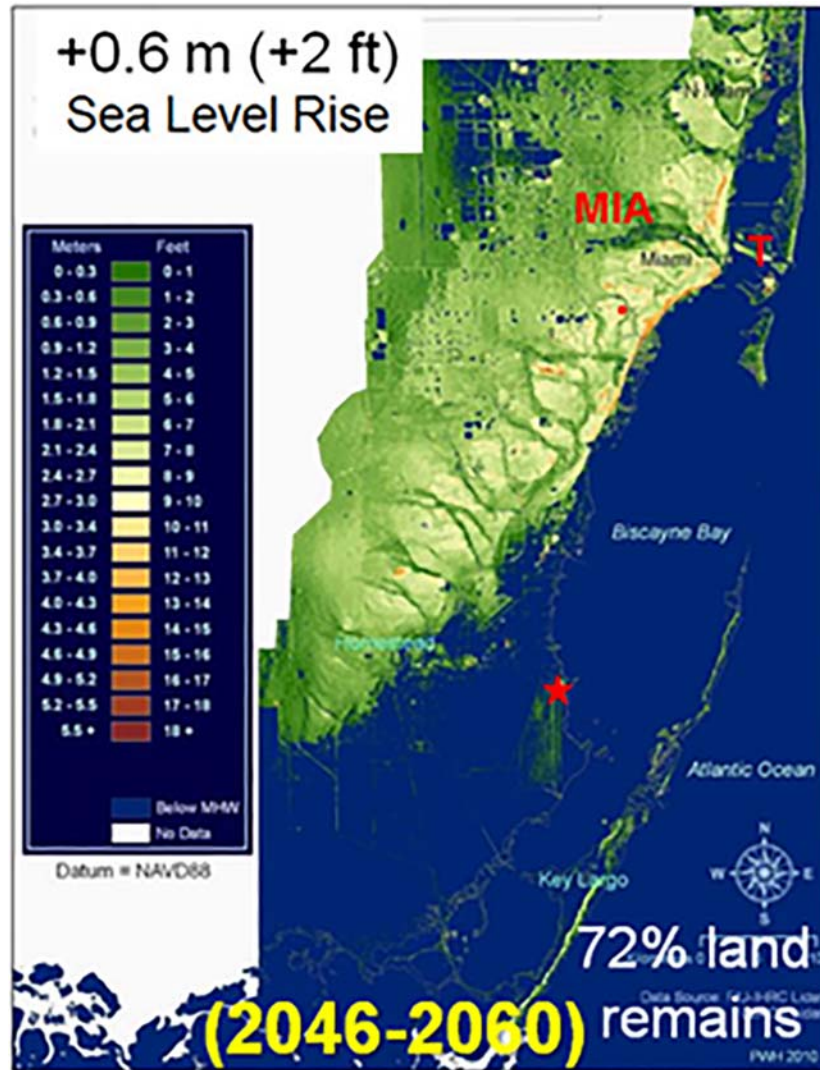 +0.6 m (+2 ft)
Sea Level Rise
N Miami
MIA
T
Miami
Meters Feet
0 - 0.3 0 - 1
0.3 - 0.6 1 - 2
0.6 - 0.9 2 - 3
0.9 - 1.2 3 - 4
1.2 - 1.5 4 - 5
1.5 - 1.8 5 - 6
1.8 - 2.1 6 - 7
2.1 - 2.4 7 - 8
2.4 - 2.7 8 - 9
2.7 - 3.0 9 - 10
3.0 - 3.4 10 - 11
3.4 - 3.7 11 - 12
3.7 - 4.0 12 - 13
4.0 - 4.3 13 - 14
4.3 - 4.6 14 - 15
4.6 - 4.9 15 - 16
4.9 - 5.2 16 - 17
5.2 - 5.5 17 - 18
5.5 + 18 +
Below MHW
No Data
Datum = NAVD88
Biscayne Bay
Homestead
Atlantic Ocean
Key Largo
N
W E
S
72% land
remains
Data Source: FIU-IHRC Lidar
(2046-2060)
PWH 2010